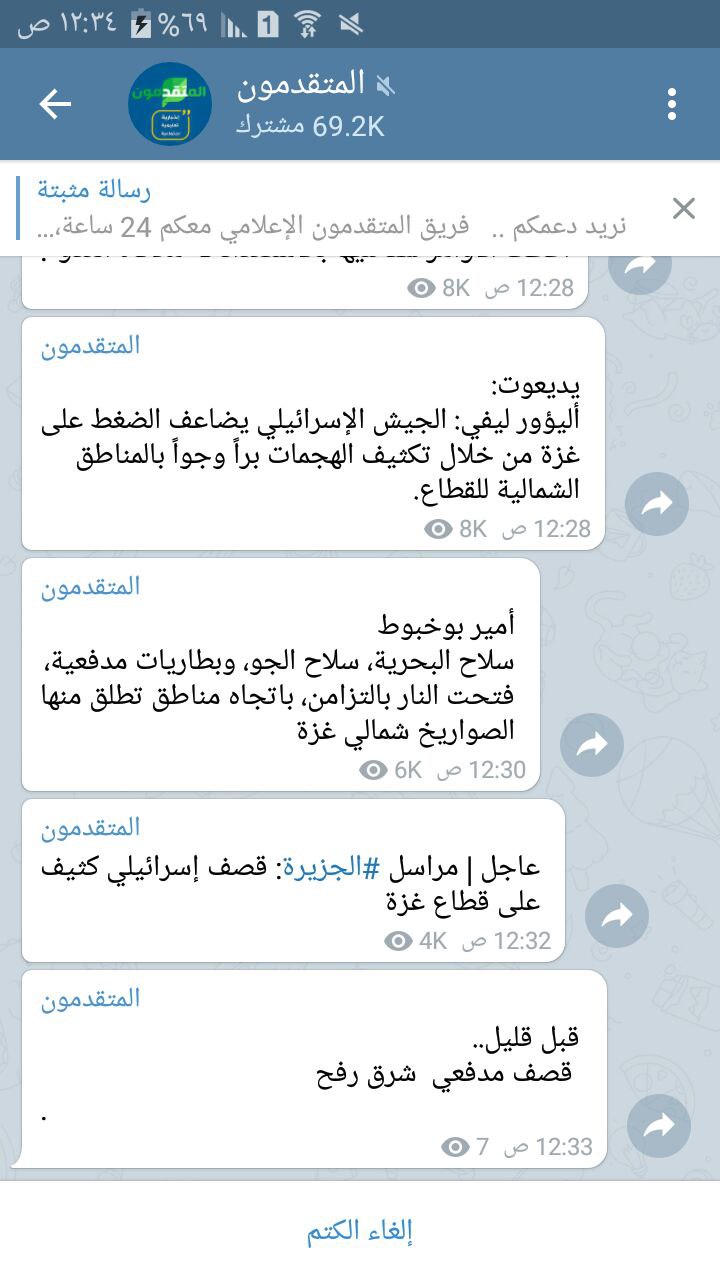 ١٢:٣٤ ص
%٦٩
1
المتقدمون
69.2K مشترك
المتقدمون
إخبارية
تعليمية
رسالة مثبتة
نريد دعمكم .. فريق المتقدمون الإعلامي معكم 24 ساعة،...
12:28 ص 8K
المتقدمون
يديعوت:
أليؤور ليفي: الجيش الإسرائيلي يضاعف الضغط على
غزة من خلال تكثيف الهجمات براً وجواً بالمناطق
الشمالية للقطاع.
12:28 ص 8K
المتقدمون
أمير بوخبوط
سلاح البحرية، سلاح الجو، وبطاريات مدفعية،
فتحت النار بالتزامن، باتجاه مناطق تطلق منها
الصواريخ شمالي غزة
12:30 ص 6K
المتقدمون
عاجل | مراسل #الجزيرة: قصف إسرائيلي كثيف
على قطاع غزة
12:32 ص 4K
المتقدمون
قبل قليل..
قصف مدفعي شرق رفح
.
12:33 ص 7
إلغاء الكتم